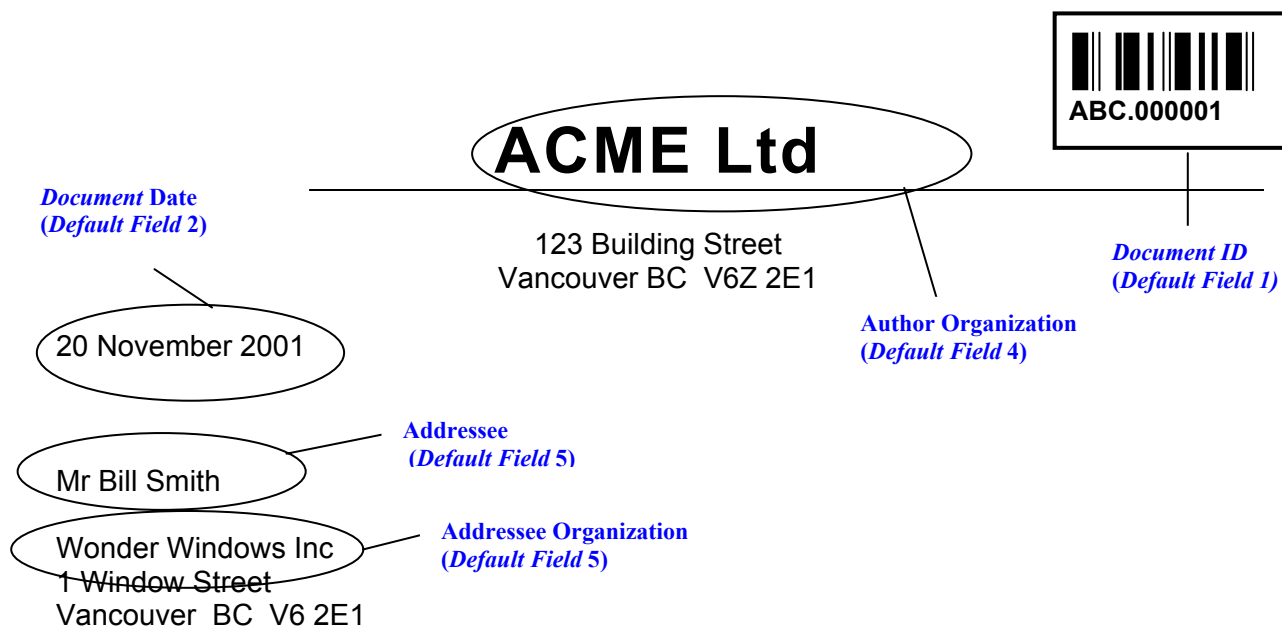 ABC.000001
ACME Ltd
Document Date
(Default Field 2)
123 Building Street
Vancouver BC  V6Z 2E1
Document ID
(Default Field 1)
Author Organization
(Default Field 4)
20 November 2001
Addressee
(Default Field 5)
Mr Bill Smith
Addressee Organization
(Default Field 5)
Wonder Windows Inc
1 Window Street
Vancouver  BC  V6 2E1